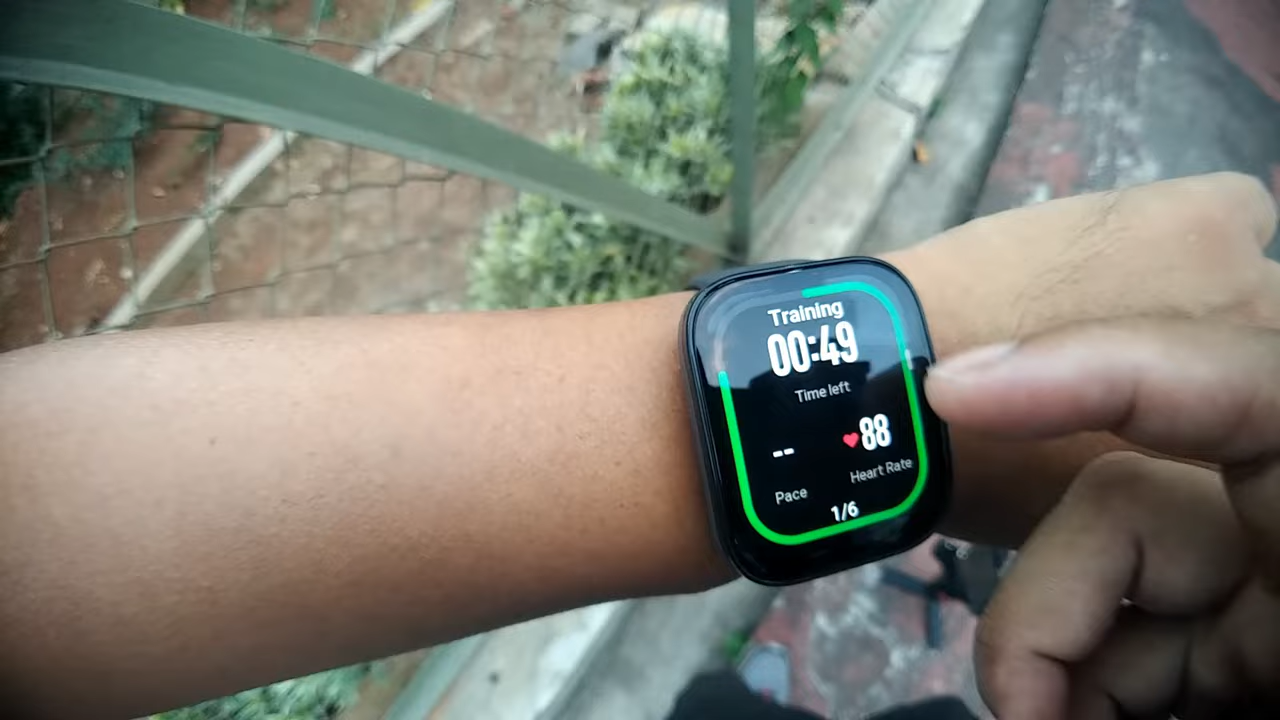 Training
00:49
Time left
-- 88
Pace Heart Rate
1/6